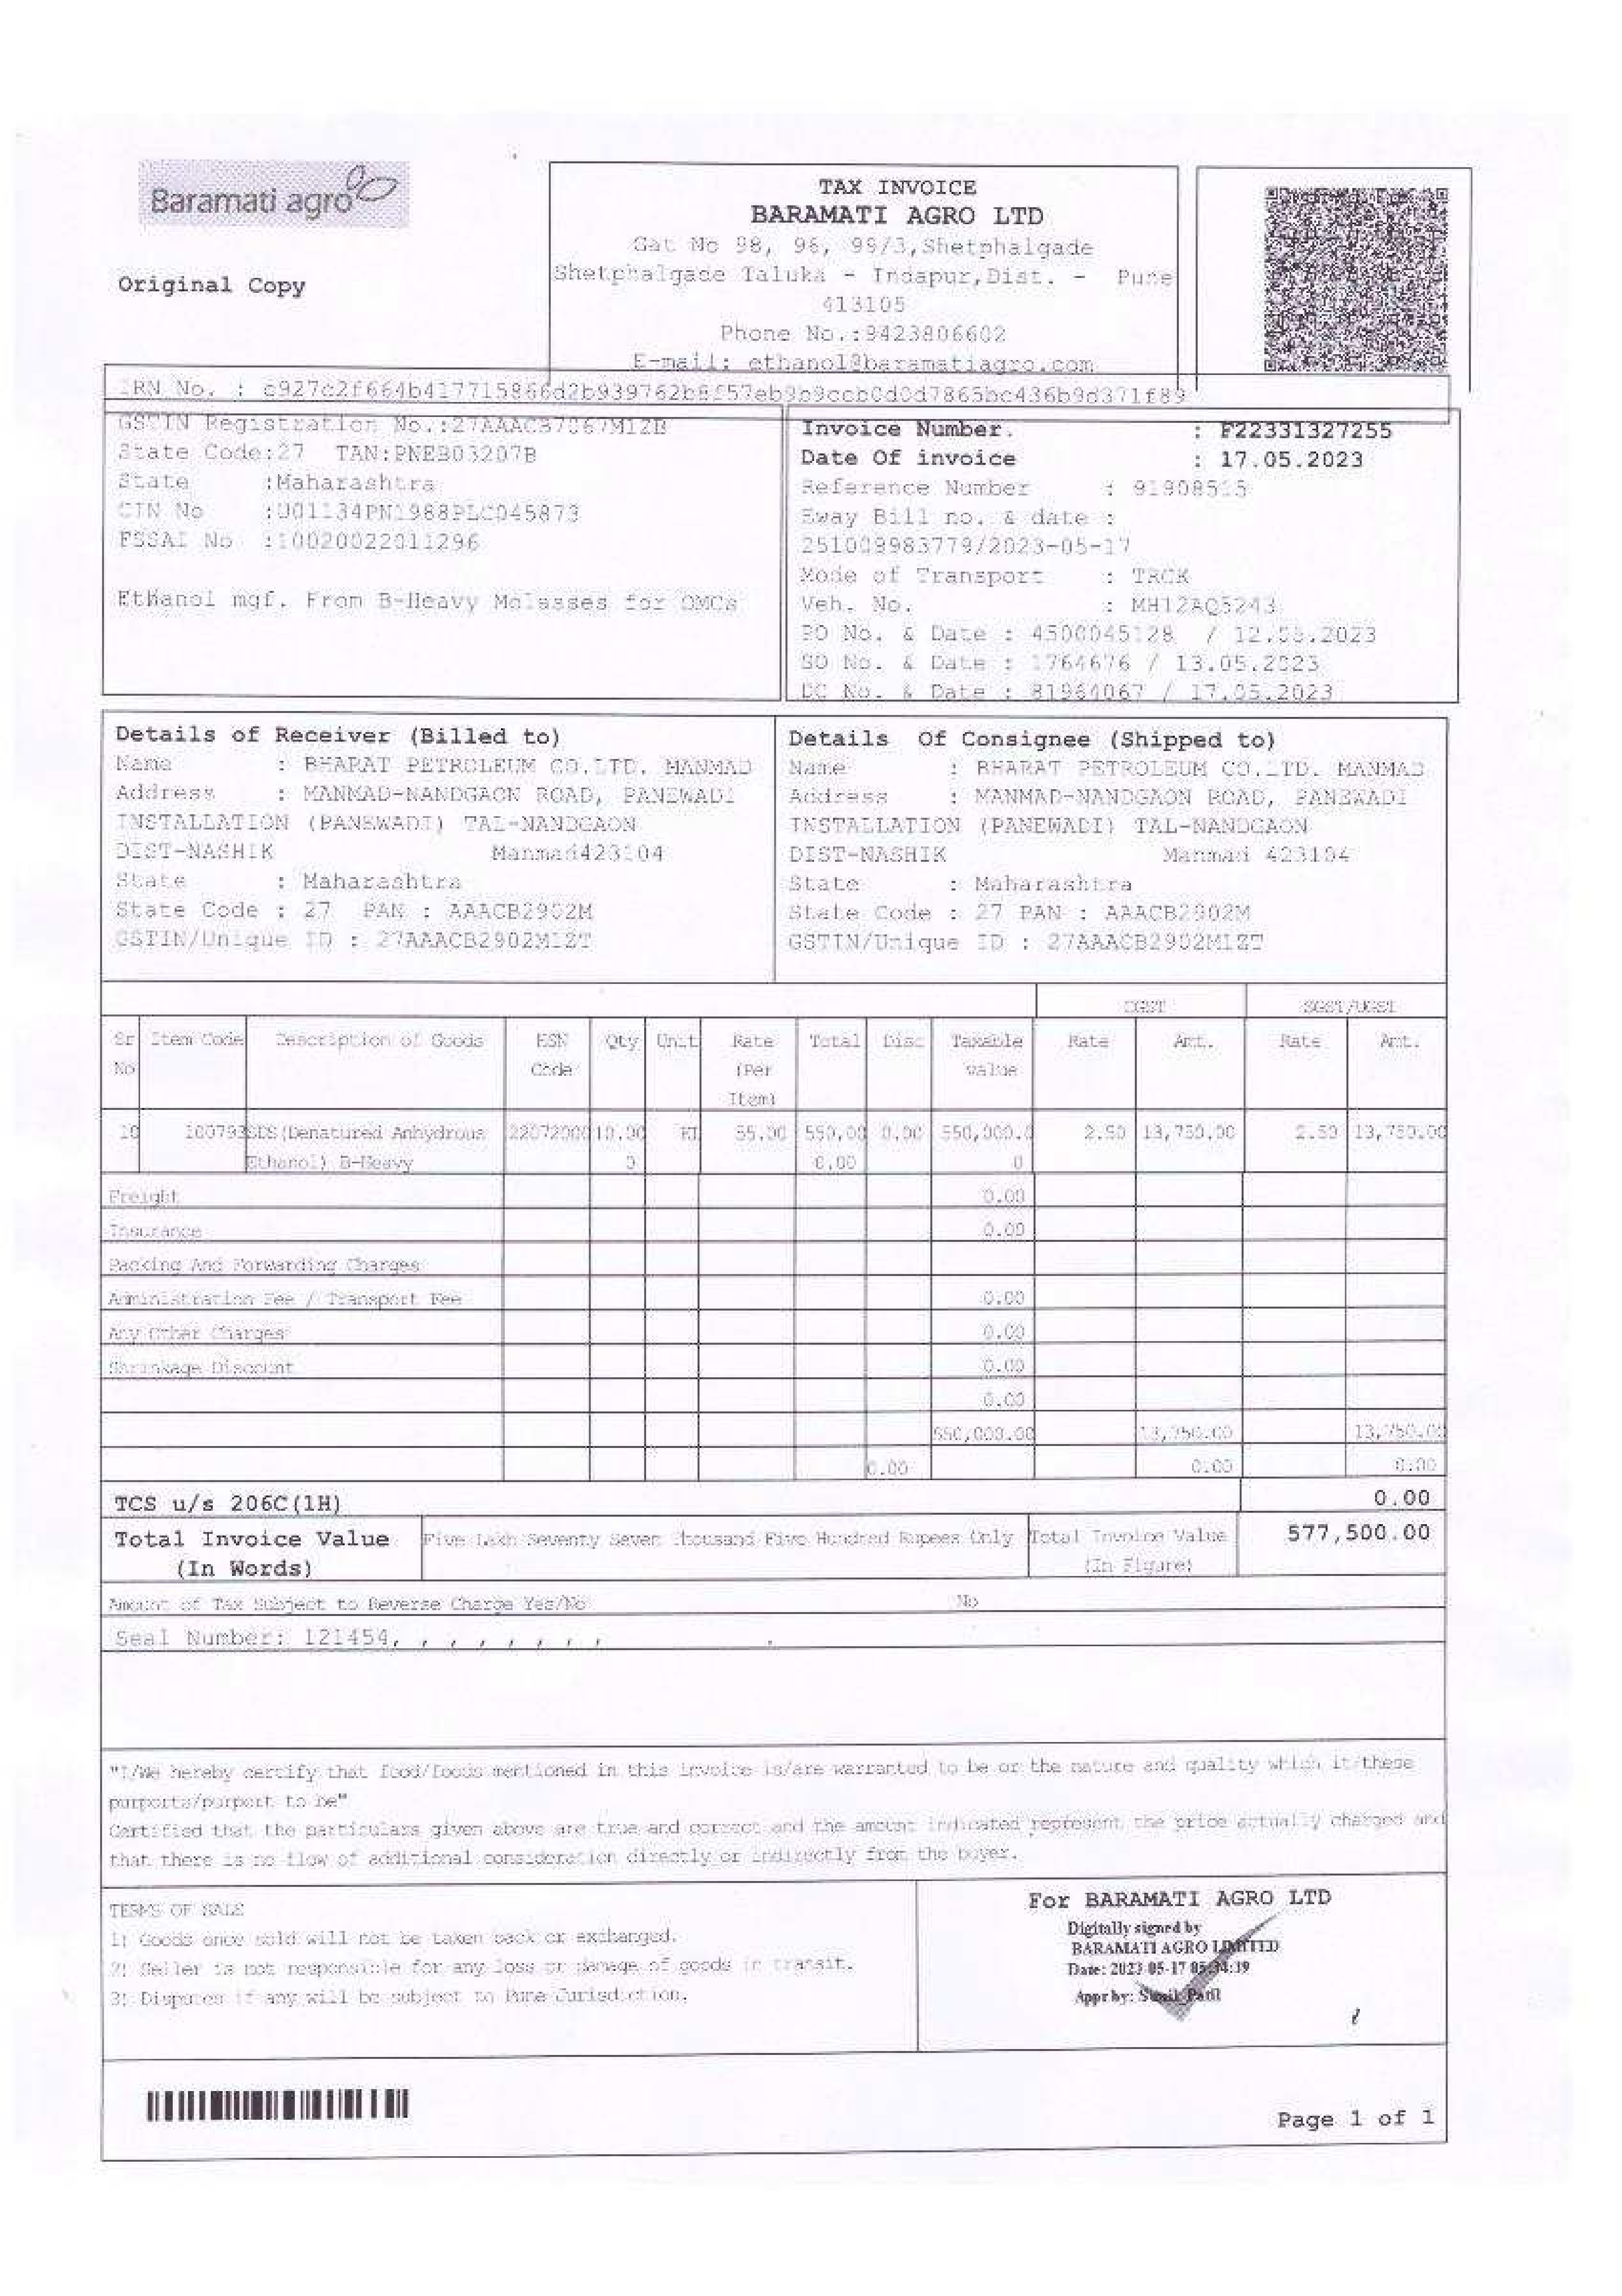 Baramati agro
Original Copy
TAX INVOICE
BARAMATI AGRO LTD
Gat No 98, 96, 99/3,Shetphalgade
Shetphalgade Taluka - Indapur,Dist. - Pune
413105
Phone No.:9423806602
E-mail: ethanol@baramatiagro.com
IRN No. :
GSTIN Registration No.:
State Code:27 TAN:PNEB03207B
State :Maharashtra
CIN No :U01134PN1988PLC045873
FSSAI No :10020022011296
Ethanol mgf. From B-Heavy Molasses for OMCs
Invoice Number. : F22331327255
Date Of invoice : 17.05.2023
Reference Number : 91908515
Eway Bill no. & date :
251009983779/2023-05-17
Mode of Transport : TRCK
Veh. No. : MH12AQ5243
PO No. & Date : 4500045128 / 12.05.2023
SO No. & Date : 1764676 / 13.05.2023
DC No. & Date : 81964067 / 17.05.2023
Details of Receiver (Billed to)
Name : BHARAT PETROLEUM CO.LTD. MANMAD
Address : MANMAD-NANDGAON ROAD, PANEWADI
INSTALLATION (PANEWADI) TAL-NANDGAON
DIST-NASHIK Manmad423104
State : Maharashtra
State Code : 27 PAN : AAACB2902M
GSTIN/Unique ID : 27AAACB2902M1ZT
Details Of Consignee (Shipped to)
Name : BHARAT PETROLEUM CO.LTD. MANMAD
Address : MANMAD-NANDGAON ROAD, PANEWADI
INSTALLATION (PANEWADI) TAL-NANDGAON
DIST-NASHIK Manmad 423104
State : Maharashtra
State Code : 27 PAN : AAACB2902M
GSTIN/Unique ID : 27AAACB2902M1ZT
CGST SGST/UGST
Sr Item Code Description of Goods HSN Qty Unit Rate Total Disc Taxable Rate Amt. Rate Amt.
No Code (Per value
Item)
10 100793 SDS(Denatured Anhydrous 22072000 10.00 KL 55.00 550,00 0.00 550,000.0 2.50 13,750.00 2.50 13,750.00
Ethanol) B-Heavy 0 0.00 0
Freight 0.00
Insurance 0.00
Packing And Forwarding Charges
Administration Fee / Transport Fee 0.00
Any Other Charges 0.00
Shrinkage Discount 0.00
0.00
550,000.00 13,750.00 13,750.00
0.00 0.00 0.00
TCS u/s 206C(1H) 0.00
Total Invoice Value Five Lakh Seventy Seven Thousand Five Hundred Rupees Only Total Invoice Value 577,500.00
(In Words) (In Figure)
Amount of Tax Subject to Reverse Charge Yes/No No
Seal Number: 121454, , , , , , , , , .
"I/We hereby certify that food/foods mentioned in this invoice is/are warranted to be or the nature and quality which it/these
purports/purport to be"
Certified that the particulars given above are true and correct and the amount indicated represent the price actually charged and
that there is no flow of additional consideration directly or indirectly from the buyer.
TERMS OF SALE
1) Goods once sold will not be taken back or exchanged.
2) Seller is not responsible for any loss or damage of goods in transit.
3) Disputes if any will be subject to Pune Jurisdiction.
For BARAMATI AGRO LTD
Digitally signed by
BARAMATI AGRO LIMITED
Date: 2023-05-17
Appr by: Patil
Page 1 of 1